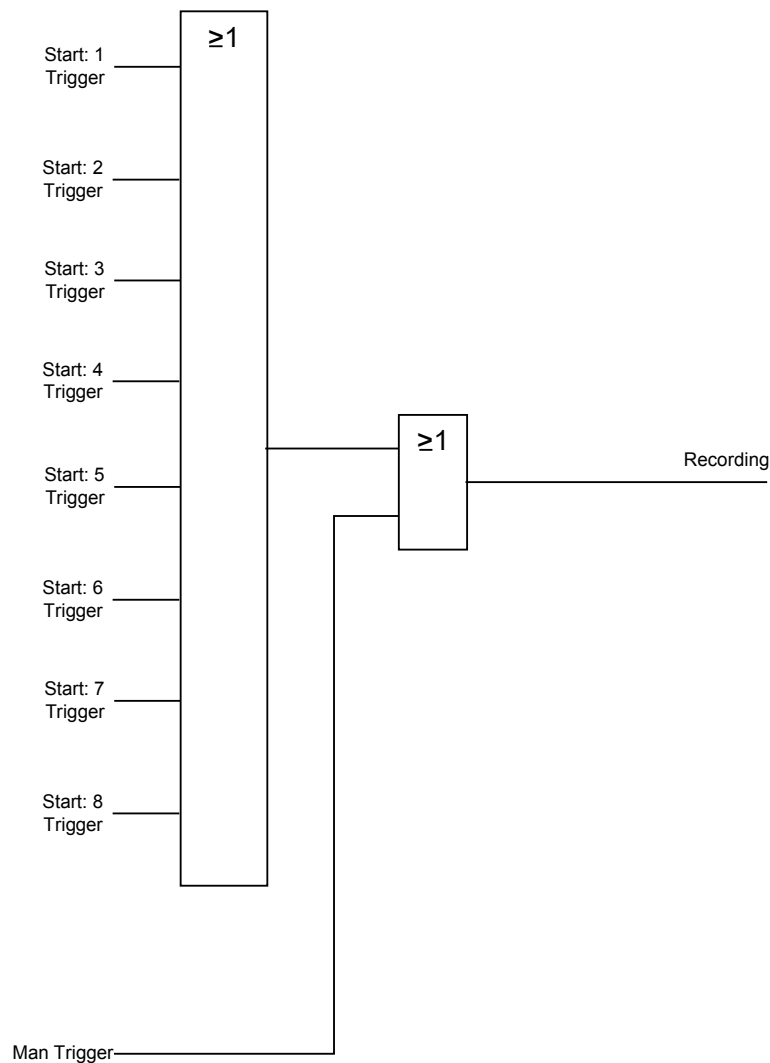 ≥1
Start: 1
Trigger
Start: 2
Trigger
Start: 3
Trigger
Start: 4
Trigger
≥1
Recording
Start: 5
Trigger
Start: 6
Trigger
Start: 7
Trigger
Start: 8
Trigger
Man Trigger